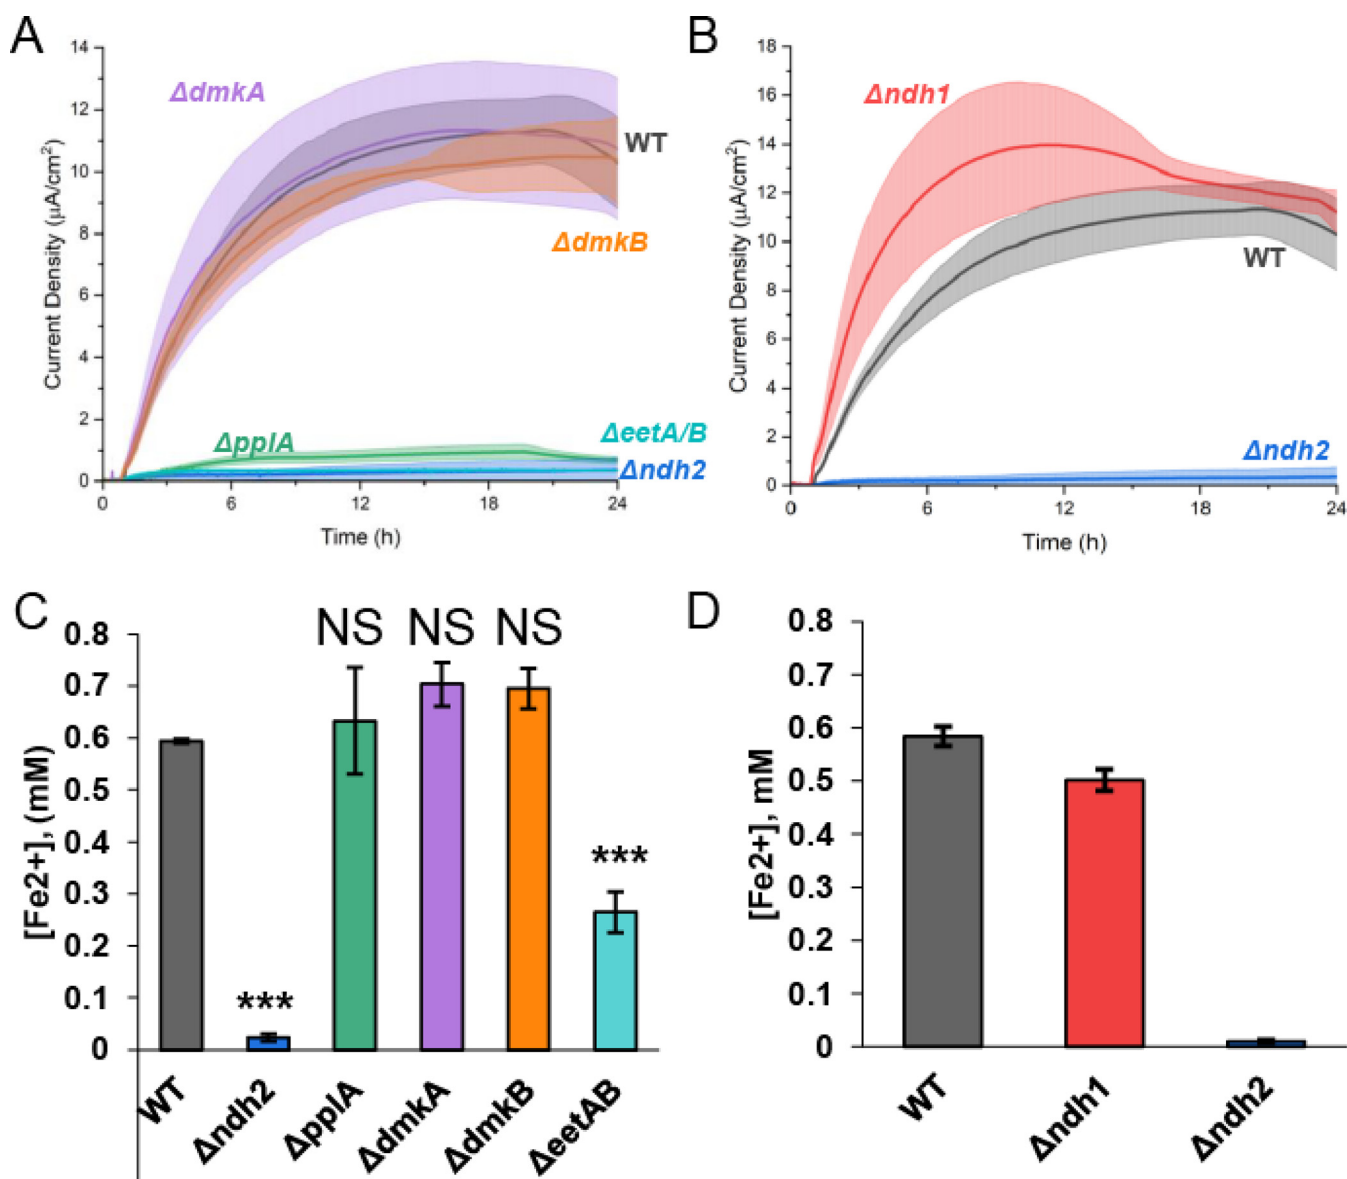 A
14
12
10
8
6
4
2
0
Current Density (µA/cm²)
0 6 12 18 24
Time (h)
ΔdmkA
WT
ΔdmkB
ΔpplA
ΔeetA/B
Δndh2
B
18
16
14
12
10
8
6
4
2
0
Current Density (µA/cm²)
0 6 12 18 24
Time (h)
Δndh1
WT
Δndh2
C
0.8
0.7
0.6
0.5
0.4
0.3
0.2
0.1
0
[Fe2+], (mM)
NS NS NS
***
***
WT Δndh2 ΔpplA ΔdmkA ΔdmkB ΔeetAB
D
0.8
0.7
0.6
0.5
0.4
0.3
0.2
0.1
0
[Fe2+], mM
WT Δndh1 Δndh2